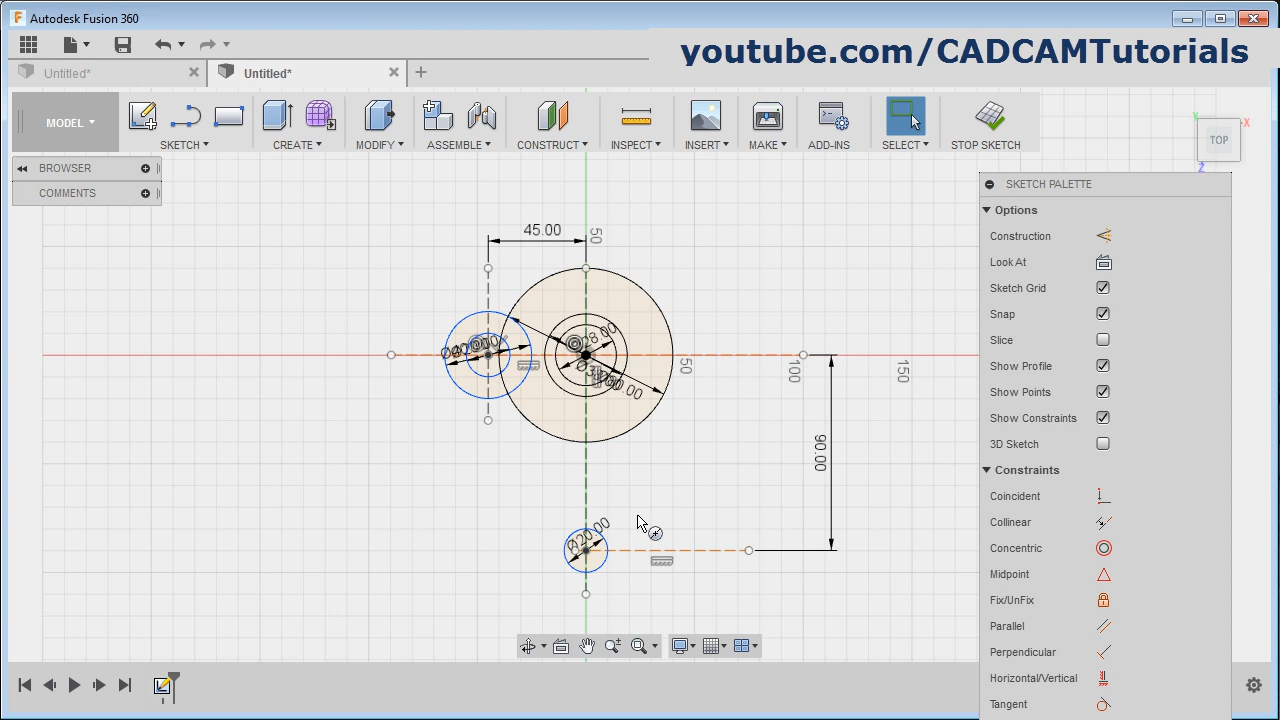 Autodesk Fusion 360
youtube.com/CADCAMTutorials
Untitled*
Untitled*
MODEL
SKETCH
CREATE
MODIFY
ASSEMBLE
CONSTRUCT
INSPECT
INSERT
MAKE
ADD-INS
SELECT
STOP SKETCH
TOP
X
Y
Z
BROWSER
COMMENTS
SKETCH PALETTE
Options
Construction
Look At
Sketch Grid
Snap
Slice
Show Profile
Show Points
Show Constraints
3D Sketch
Constraints
Coincident
Collinear
Concentric
Midpoint
Fix/UnFix
Parallel
Perpendicular
Horizontal/Vertical
Tangent
45.00
50
50
100
150
90.00
Ø20.00